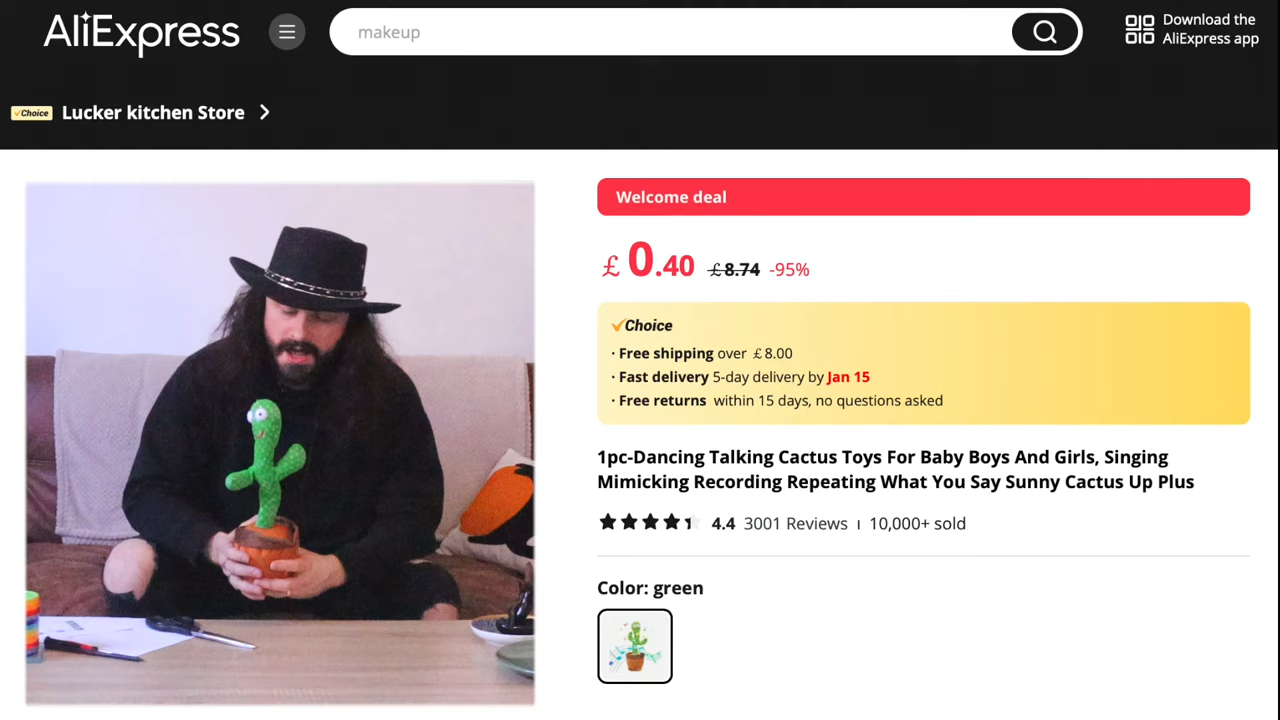 AliExpress
makeup
Download the
AliExpress app
Choice
Lucker kitchen Store
Welcome deal
£ 0.40 £8.74 -95%
Choice
· Free shipping over £8.00
· Fast delivery 5-day delivery by Jan 15
· Free returns within 15 days, no questions asked
1pc-Dancing Talking Cactus Toys For Baby Boys And Girls, Singing
Mimicking Recording Repeating What You Say Sunny Cactus Up Plus
4.4 3001 Reviews 10,000+ sold
Color: green